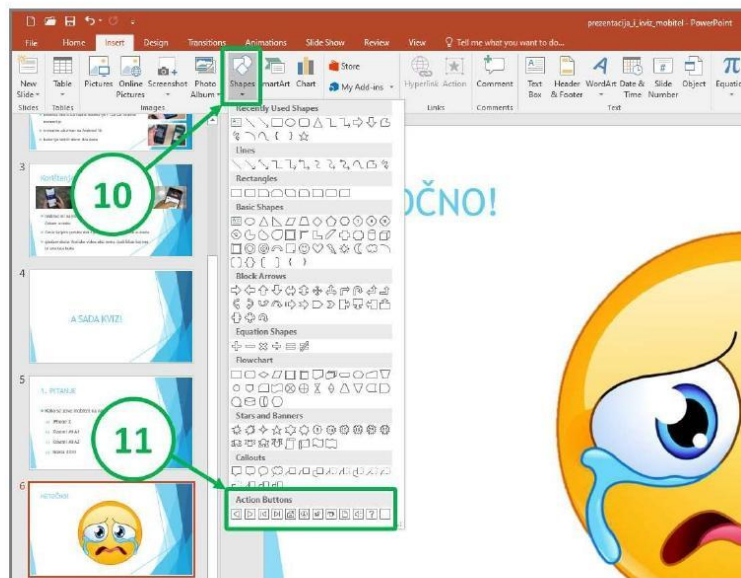 prezentacija_i_kviz_mobitel - PowerPoint
File Home Insert Design Transitions Animations Slide Show Review View Tell me what you want to do...
New Slide
Table
Pictures
Online Pictures
Screenshot
Photo Album
Shapes
SmartArt
Chart
Store
My Add-ins
Hyperlink
Action
Comment
Text Box
Header & Footer
WordArt
Date & Time
Slide Number
Object
Slides Tables Images Links Comments Text
Recently Used Shapes
Lines
Rectangles
Basic Shapes
Block Arrows
Equation Shapes
Flowchart
Stars and Banners
Callouts
Action Buttons
10
11
3
4
A SADA KVIZ!
5
1. PITANJE
6
OČNO!